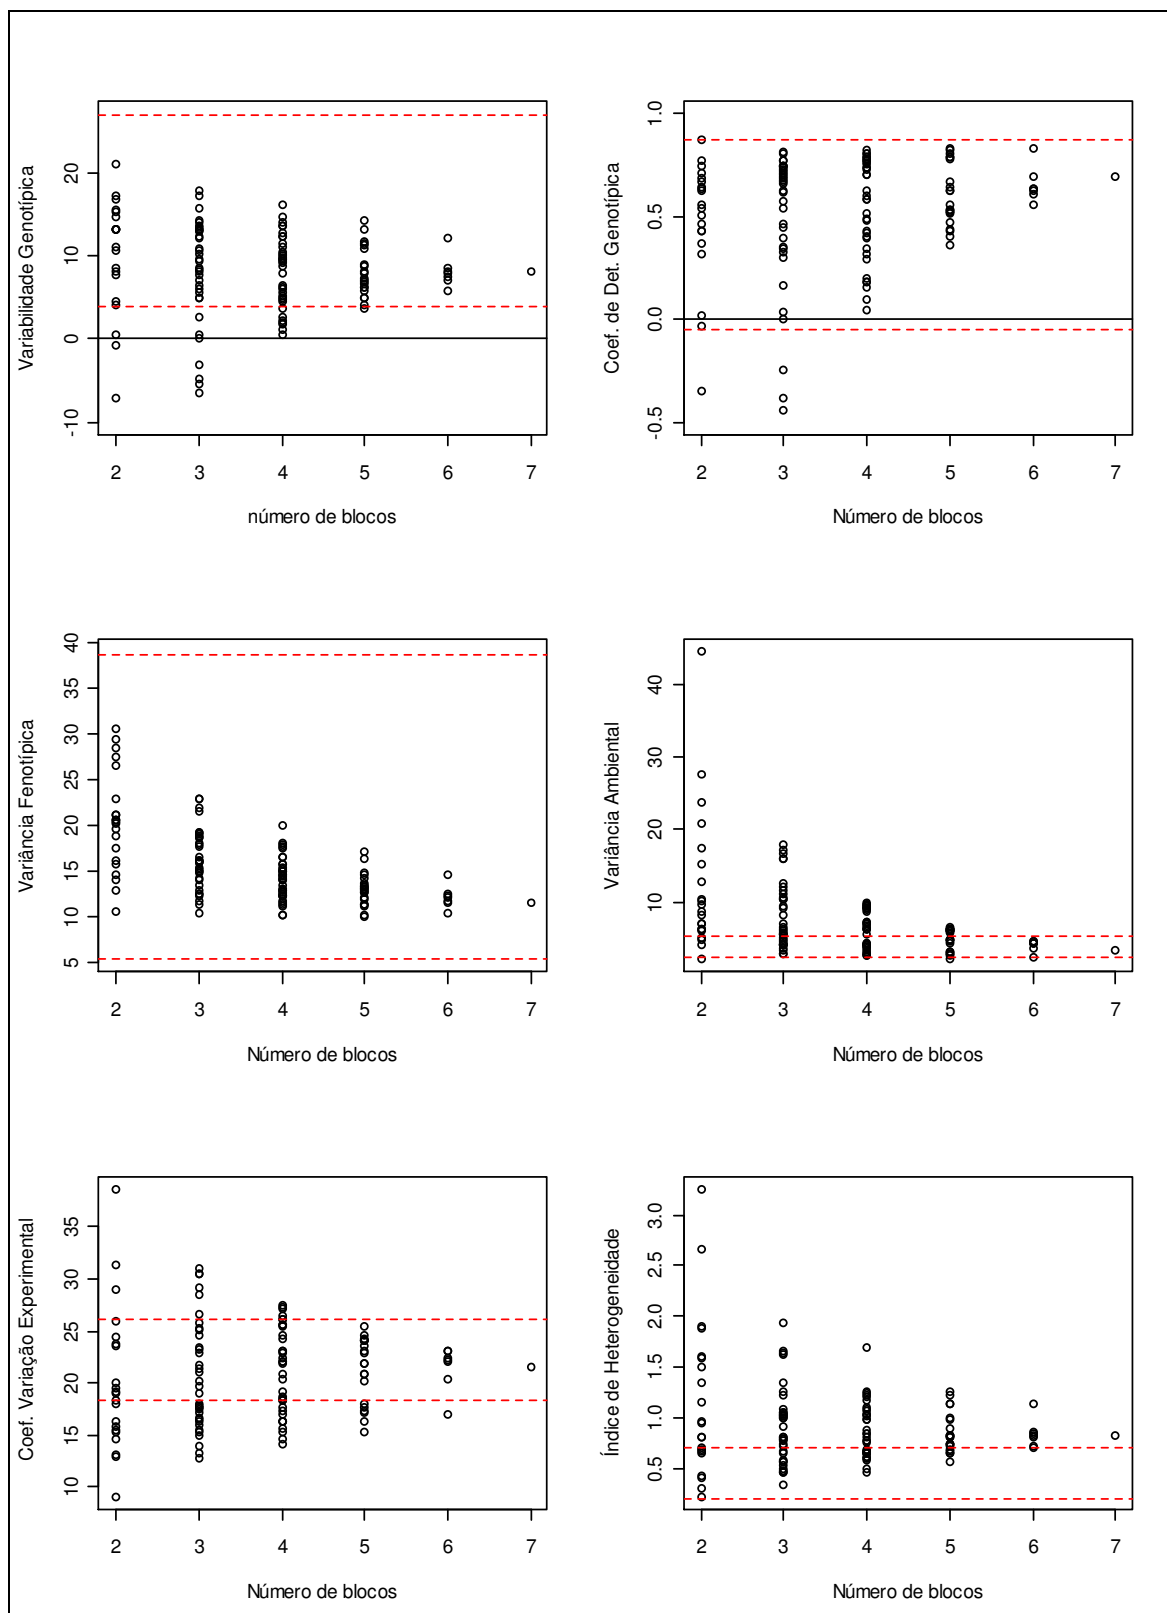 Variabilidade Genotípica
-10 0 10 20
2 3 4 5 6 7
número de blocos
Coef. de Det. Genotípica
-0.5 0.0 0.5 1.0
2 3 4 5 6 7
Número de blocos
Variância Fenotípica
5 10 15 20 25 30 35 40
2 3 4 5 6 7
Número de blocos
Variância Ambiental
10 20 30 40
2 3 4 5 6 7
Número de blocos
Coef. Variação Experimental
10 15 20 25 30 35
2 3 4 5 6 7
Número de blocos
Índice de Heterogeneidade
0.5 1.0 1.5 2.0 2.5 3.0
2 3 4 5 6 7
Número de blocos